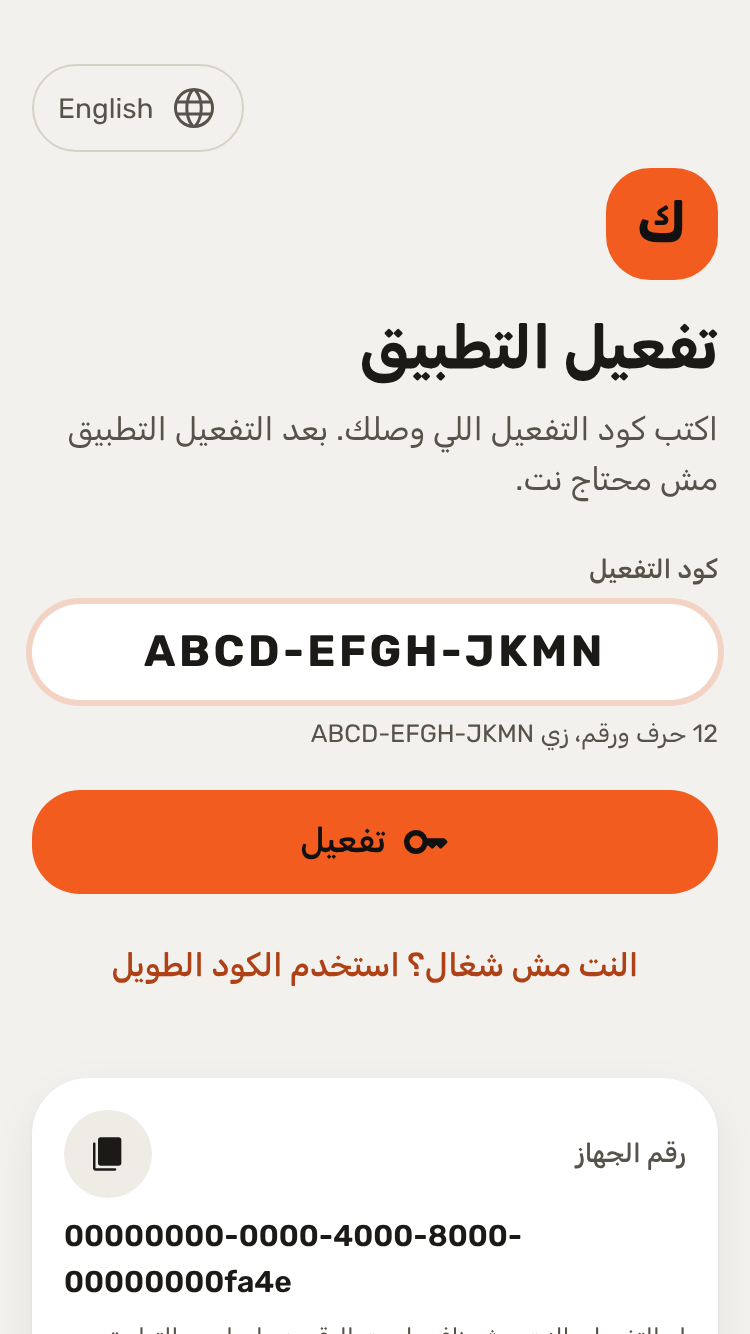 English
ك
تفعيل التطبيق
اكتب كود التفعيل اللي وصلك. بعد التفعيل التطبيق
مش محتاج نت.
كود التفعيل
ABCD-EFGH-JKMN
12 حرف ورقم، زي ABCD-EFGH-JKMN
تفعيل
النت مش شغال؟ استخدم الكود الطويل
رقم الجهاز
00000000-0000-4000-8000-
00000000fa4e